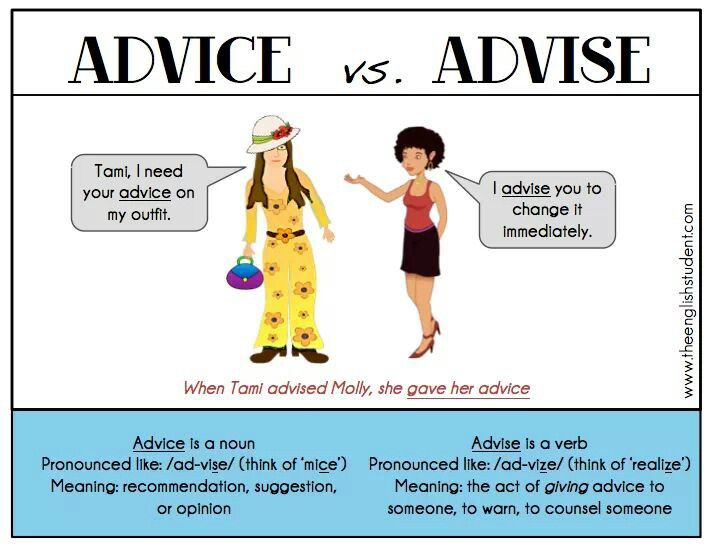 ADVICE vs. ADVISE
Tami, I need
your advice on
my outfit.
I advise you to
change it
immediately.
www.theenglishstudent.com
When Tami advised Molly, she gave her advice
Advice is a noun
Pronounced like: /ad-vise/ (think of ‘mice’)
Meaning: recommendation, suggestion,
or opinion
Advise is a verb
Pronounced like: /ad-vize/ (think of ‘realize’)
Meaning: the act of giving advice to
someone, to warn, to counsel someone